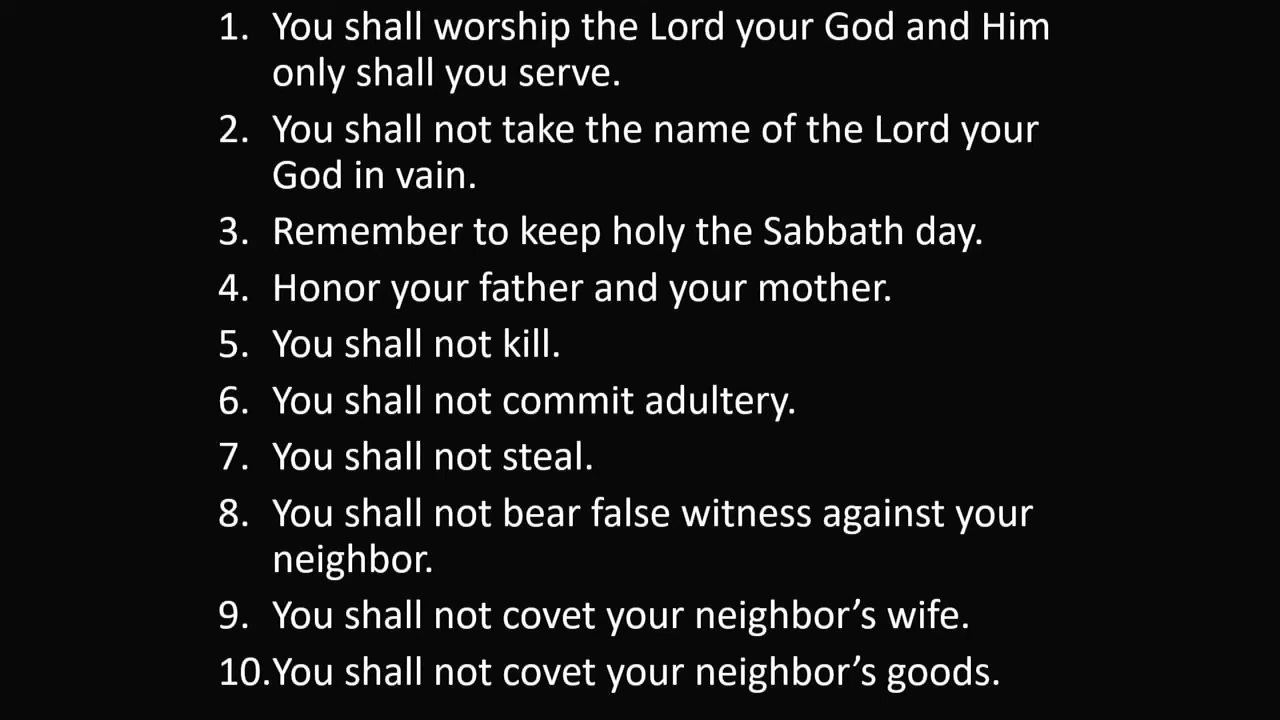 1. You shall worship the Lord your God and Him
only shall you serve.
2. You shall not take the name of the Lord your
God in vain.
3. Remember to keep holy the Sabbath day.
4. Honor your father and your mother.
5. You shall not kill.
6. You shall not commit adultery.
7. You shall not steal.
8. You shall not bear false witness against your
neighbor.
9. You shall not covet your neighbor’s wife.
10.You shall not covet your neighbor’s goods.